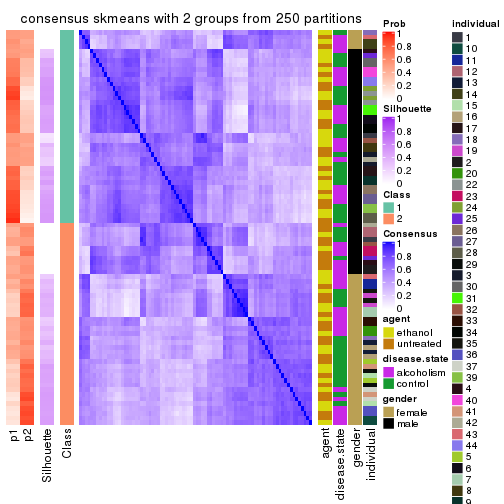 consensus skmeans with 2 groups from 250 partitions
p1
p2
Silhouette
Class
agent
disease.state
gender
individual
Prob
1
0.8
0.6
0.4
0.2
0
Silhouette
1
0.8
0.6
0.4
0.2
0
Class
1
2
Consensus
1
0.8
0.6
0.4
0.2
0
agent
ethanol
untreated
disease.state
alcoholism
control
gender
female
male
individual
1
10
11
12
13
14
15
16
17
18
19
2
20
22
23
24
25
26
27
28
29
3
30
31
32
33
34
35
36
37
39
4
40
41
42
43
44
5
6
7
8
9